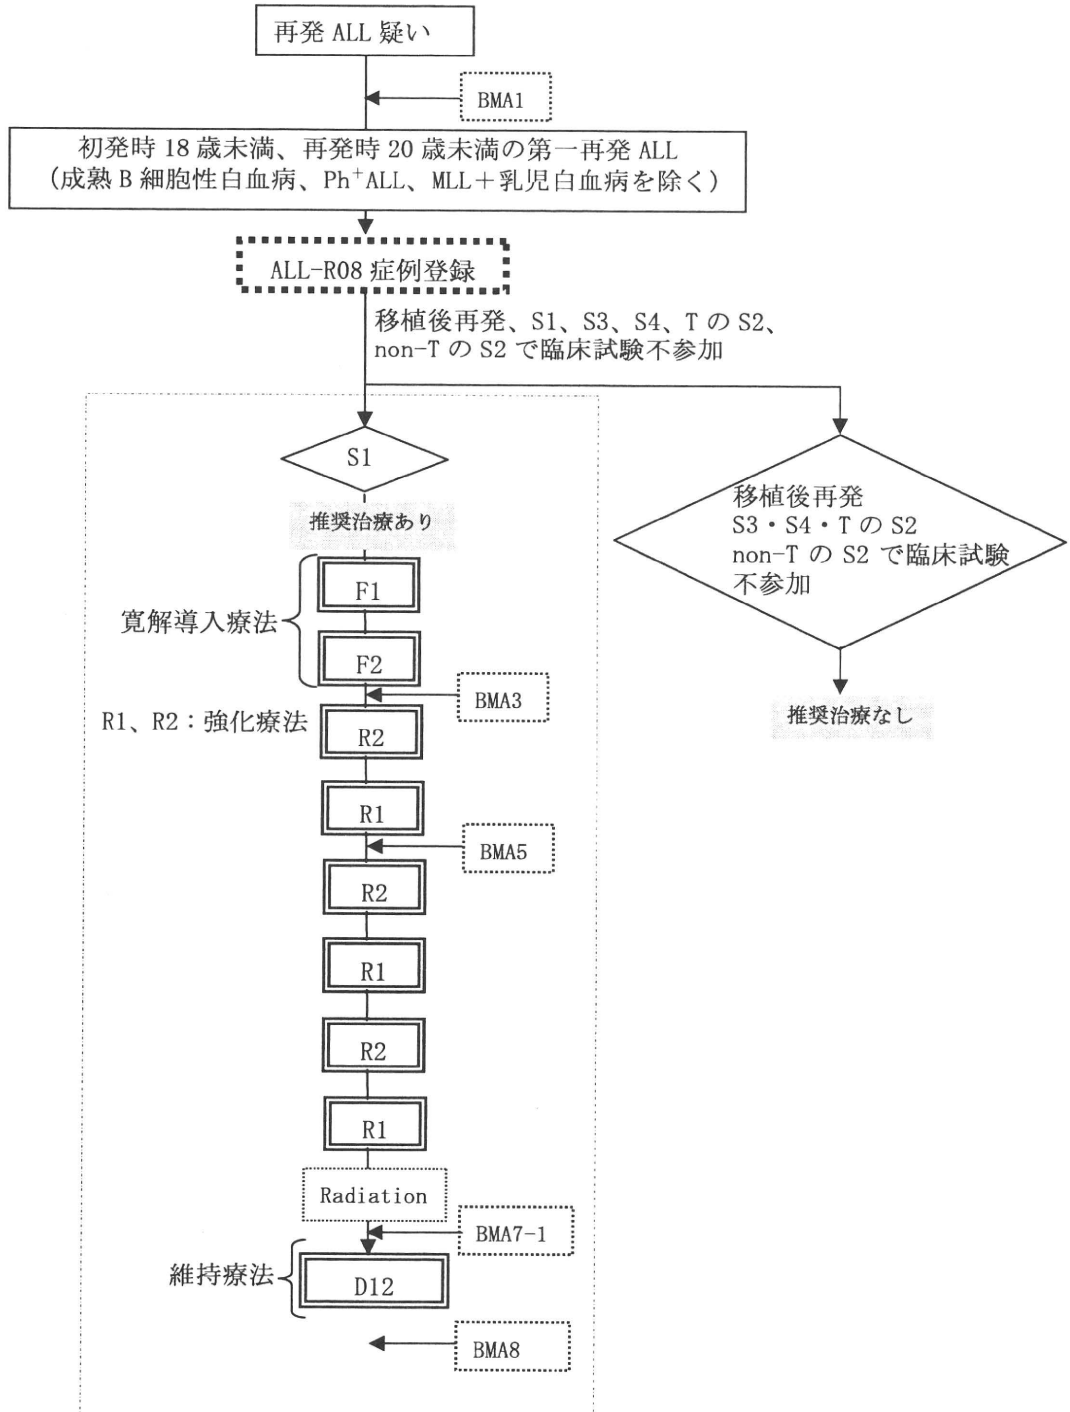 再発 ALL 疑い
BMA1
初発時 18 歳未満、再発時 20 歳未満の第一再発 ALL
（成熟 B 細胞性白血病、Ph⁺ALL、MLL＋乳児白血病を除く）
ALL-R08 症例登録
移植後再発、S1、S3、S4、T の S2、
non-T の S2 で臨床試験不参加
S1
推奨治療あり
移植後再発
S3・S4・T の S2
non-T の S2 で臨床試験
不参加
推奨治療なし
F1
寛解導入療法
F2
BMA3
R1、R2：強化療法
R2
R1
BMA5
R2
R1
R2
R1
Radiation
BMA7-1
維持療法
D12
BMA8